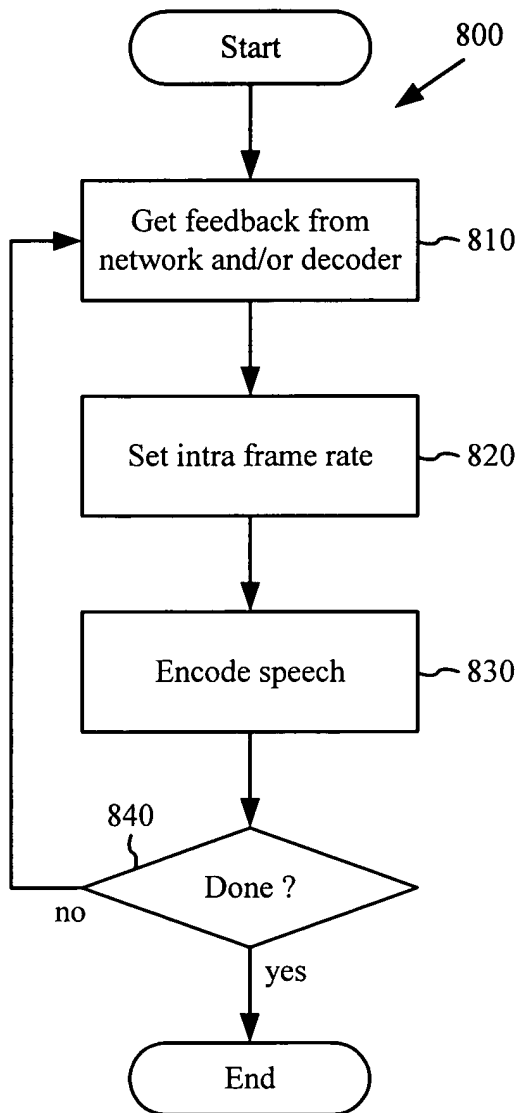 Start
800
Get feedback from
network and/or decoder
810
Set intra frame rate
820
Encode speech
830
840
Done ?
no
yes
End